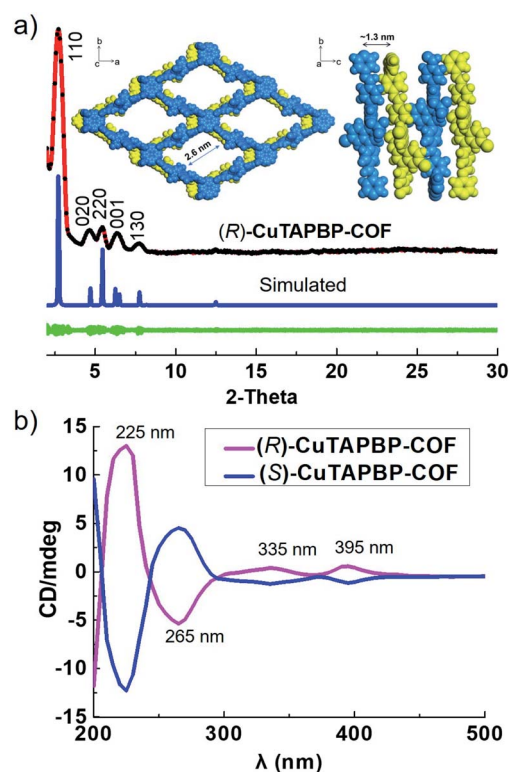 a)
b
c a
~1.3 nm
b
a c
110
2.6 nm
020
220
001
130
(R)-CuTAPBP-COF
Simulated
5 10 15 20 25 30
2-Theta
b)
225 nm
(R)-CuTAPBP-COF
(S)-CuTAPBP-COF
335 nm
395 nm
265 nm
CD/mdeg
15
10
5
0
-5
-10
-15
200 300 400 500
λ (nm)